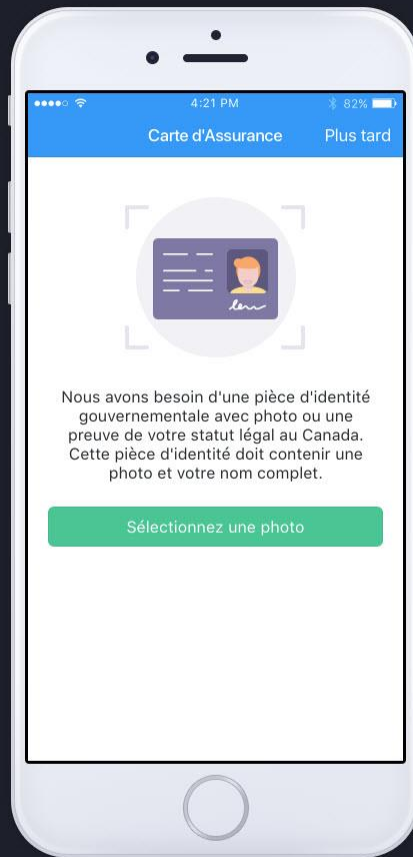 4:21 PM 82%
Carte d'Assurance Plus tard
Nous avons besoin d'une pièce d'identité
gouvernementale avec photo ou une
preuve de votre statut légal au Canada.
Cette pièce d'identité doit contenir une
photo et votre nom complet.
Sélectionnez une photo